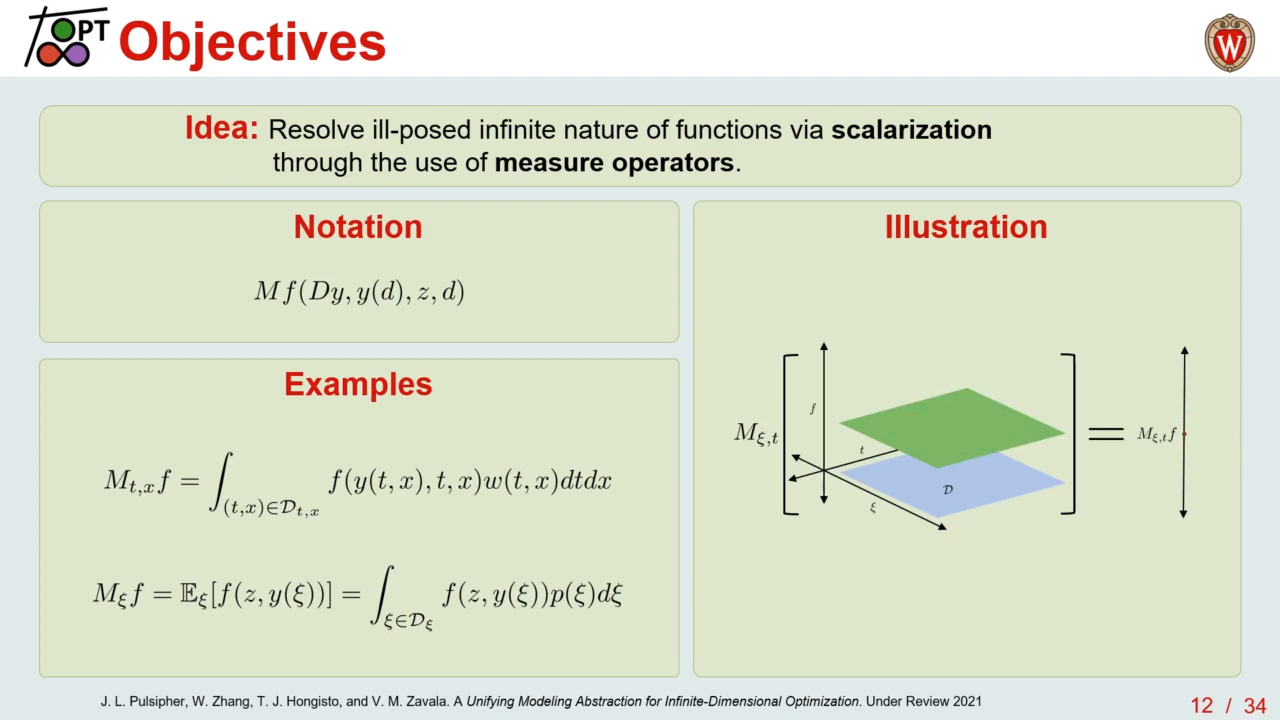 TOPT
Objectives
W
Idea: Resolve ill-posed infinite nature of functions via scalarization
through the use of measure operators.
Notation
Mf(Dy, y(d), z, d)
Examples
M_{t,x}f = ∫_{(t,x)∈𝒟_{t,x}} f(y(t, x), t, x)w(t, x)dtdx
M_ξ f = 𝔼_ξ[f(z, y(ξ))] = ∫_{ξ∈𝒟_ξ} f(z, y(ξ))p(ξ)dξ
Illustration
f
M_{ξ,t} [ ] = M_{ξ,t}f
t
𝒟
ξ
J. L. Pulsipher, W. Zhang, T. J. Hongisto, and V. M. Zavala. A Unifying Modeling Abstraction for Infinite-Dimensional Optimization. Under Review 2021
12 / 34